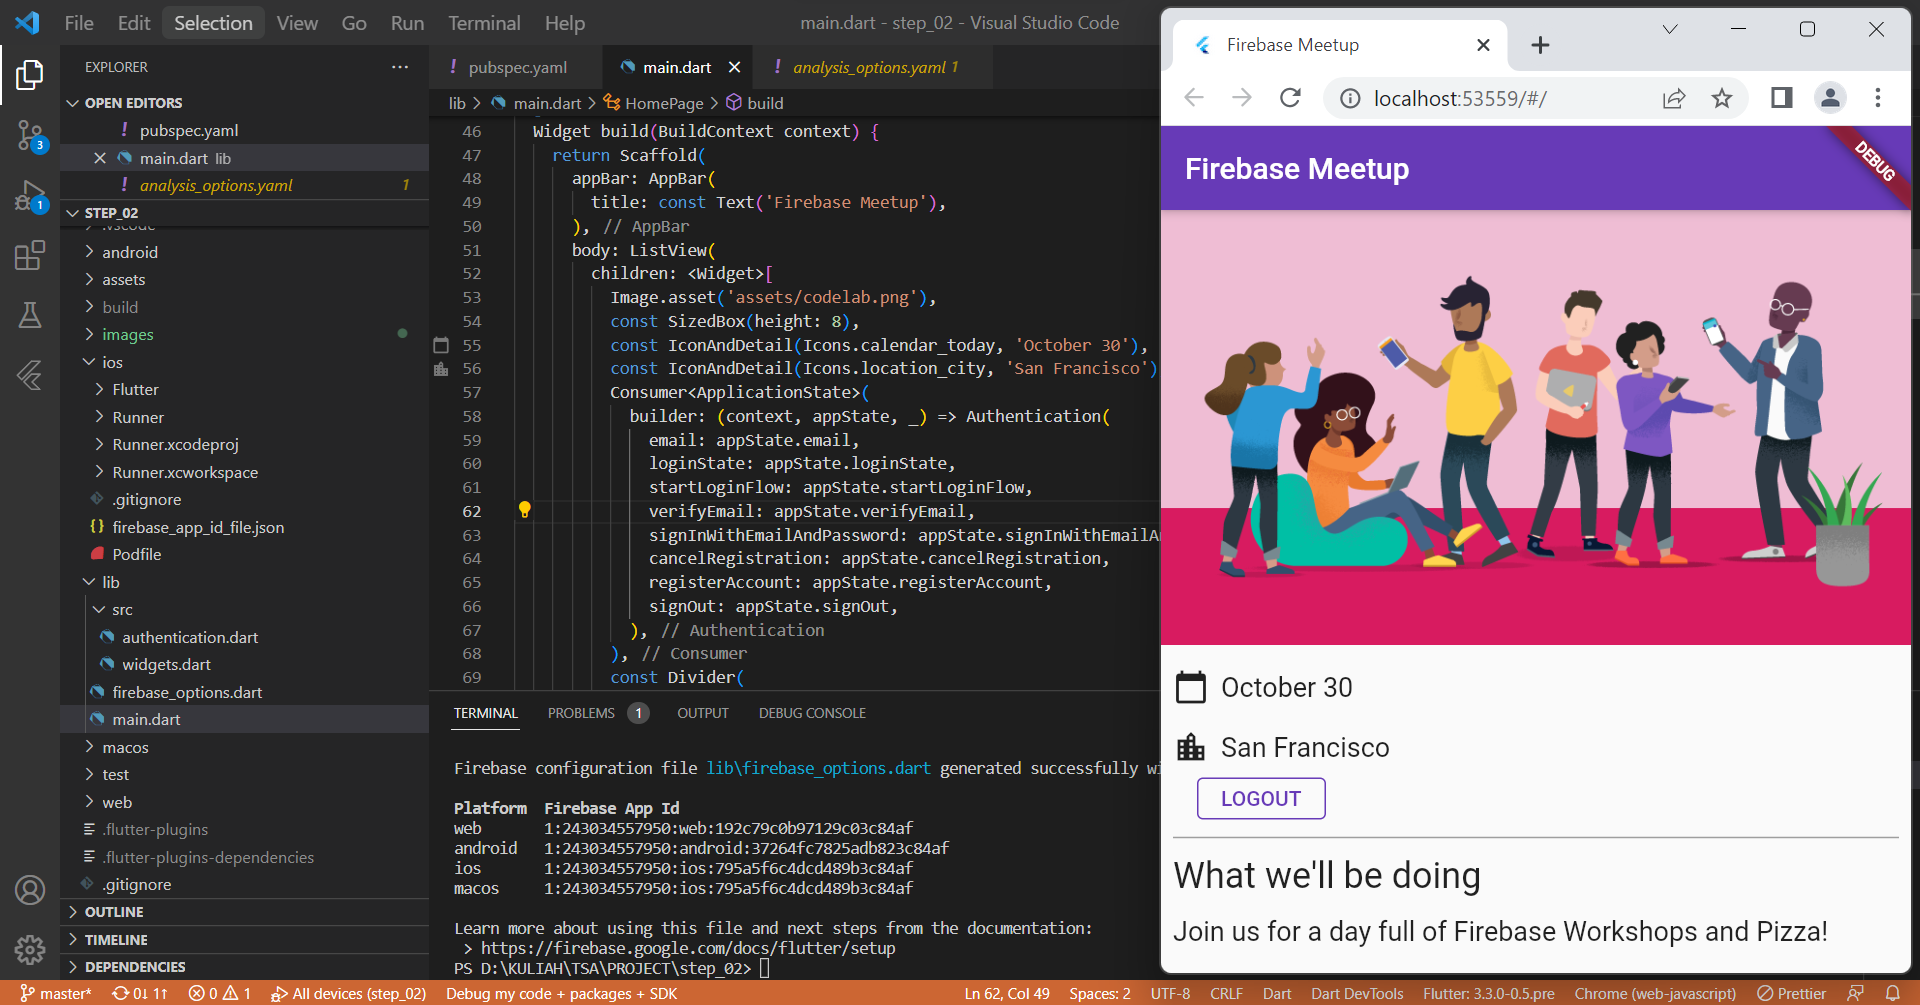 File Edit Selection View Go Run Terminal Help
main.dart - step_02 - Visual Studio Code
EXPLORER
OPEN EDITORS
pubspec.yaml
main.dart lib
analysis_options.yaml 1
STEP_02
.vscode
android
assets
build
images
ios
Flutter
Runner
Runner.xcodeproj
Runner.xcworkspace
.gitignore
firebase_app_id_file.json
Podfile
lib
src
authentication.dart
widgets.dart
firebase_options.dart
main.dart
macos
test
web
.flutter-plugins
.flutter-plugins-dependencies
.gitignore
OUTLINE
TIMELINE
DEPENDENCIES
3
1
pubspec.yaml
main.dart
analysis_options.yaml 1
lib > main.dart > HomePage > build
46 Widget build(BuildContext context) {
47 return Scaffold(
48 appBar: AppBar(
49 title: const Text('Firebase Meetup'),
50 ), // AppBar
51 body: ListView(
52 children: <Widget>[
53 Image.asset('assets/codelab.png'),
54 const SizedBox(height: 8),
55 const IconAndDetail(Icons.calendar_today, 'October 30'),
56 const IconAndDetail(Icons.location_city, 'San Francisco')
57 Consumer<ApplicationState>(
58 builder: (context, appState, _) => Authentication(
59 email: appState.email,
60 loginState: appState.loginState,
61 startLoginFlow: appState.startLoginFlow,
62 verifyEmail: appState.verifyEmail,
63 signInWithEmailAndPassword: appState.signInWithEmailA
64 cancelRegistration: appState.cancelRegistration,
65 registerAccount: appState.registerAccount,
66 signOut: appState.signOut,
67 ), // Authentication
68 ), // Consumer
69 const Divider(
TERMINAL PROBLEMS 1 OUTPUT DEBUG CONSOLE
Firebase configuration file lib\firebase_options.dart generated successfully wi
Platform Firebase App Id
web 1:243034557950:web:192c79c0b97129c03c84af
android 1:243034557950:android:37264fc7825adb823c84af
ios 1:243034557950:ios:795a5f6c4dcd489b3c84af
macos 1:243034557950:ios:795a5f6c4dcd489b3c84af
Learn more about using this file and next steps from the documentation:
> https://firebase.google.com/docs/flutter/setup
PS D:\KULIAH\TSA\PROJECT\step_02>
Firebase Meetup
localhost:53559/#/
Firebase Meetup
DEBUG
October 30
San Francisco
LOGOUT
What we'll be doing
Join us for a day full of Firebase Workshops and Pizza!
master* 0↓ 1↑ 0 1 All devices (step_02) Debug my code + packages + SDK Ln 62, Col 49 Spaces: 2 UTF-8 CRLF Dart Dart DevTools Flutter: 3.3.0-0.5.pre Chrome (web-javascript) Prettier